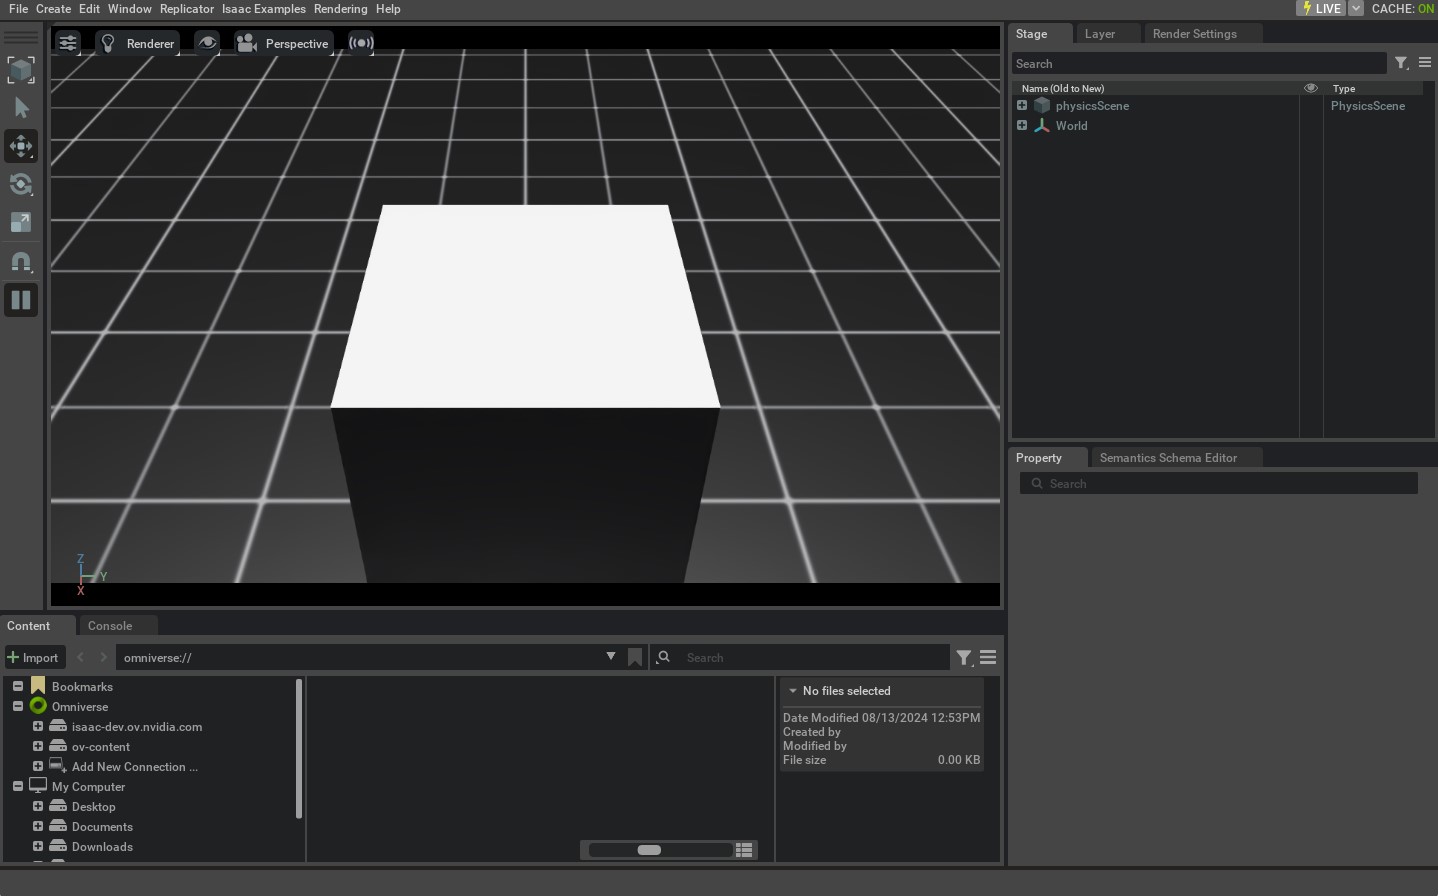 File Create Edit Window Replicator Isaac Examples Rendering Help
LIVE CACHE: ON
Renderer Perspective
Z
Y
X
Stage Layer Render Settings
Search
Name (Old to New) Type
physicsScene PhysicsScene
World
Property Semantics Schema Editor
Search
Content Console
Import omniverse:// Search
Bookmarks
Omniverse
isaac-dev.ov.nvidia.com
ov-content
Add New Connection ...
My Computer
Desktop
Documents
Downloads
No files selected
Date Modified 08/13/2024 12:53PM
Created by
Modified by
File size 0.00 KB